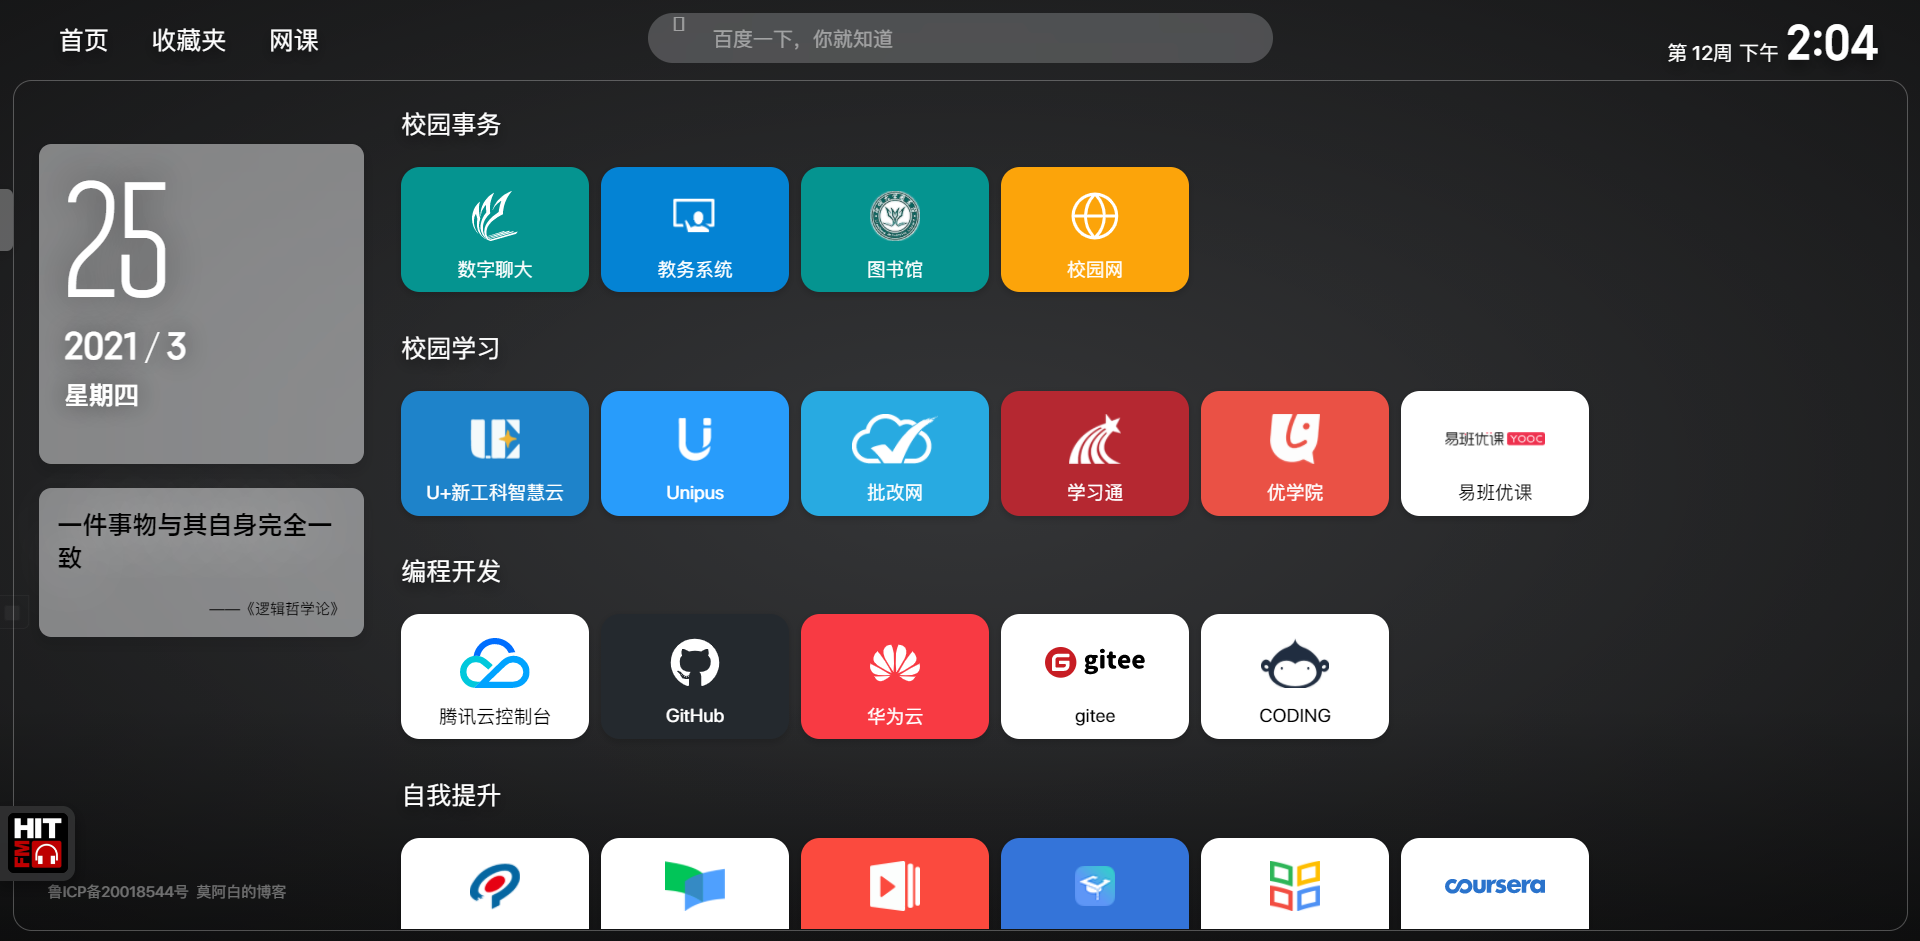 首页 收藏夹 网课
百度一下，你就知道
第 12周 下午 2:04
25
2021 / 3
星期四
一件事物与其自身完全一
致
——《逻辑哲学论》
校园事务
数字聊大 教务系统 图书馆 校园网
校园学习
易班优课 YOOC
U+新工科智慧云 Unipus 批改网 学习通 优学院 易班优课
编程开发
gitee
腾讯云控制台 GitHub 华为云 gitee CODING
自我提升
coursera
HIT
FM
鲁ICP备20018544号 莫阿白的博客